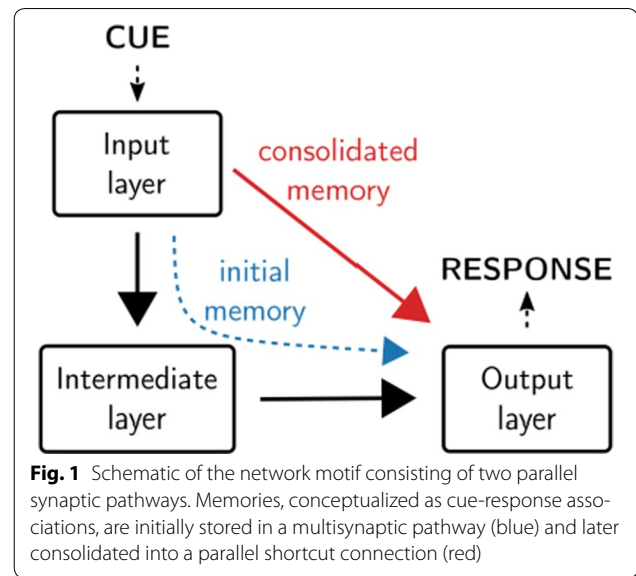 CUE
Input
layer
consolidated
memory
initial
memory
RESPONSE
Intermediate
layer
Output
layer
Fig. 1 Schematic of the network motif consisting of two parallel
synaptic pathways. Memories, conceptualized as cue-response asso-
ciations, are initially stored in a multisynaptic pathway (blue) and later
consolidated into a parallel shortcut connection (red)